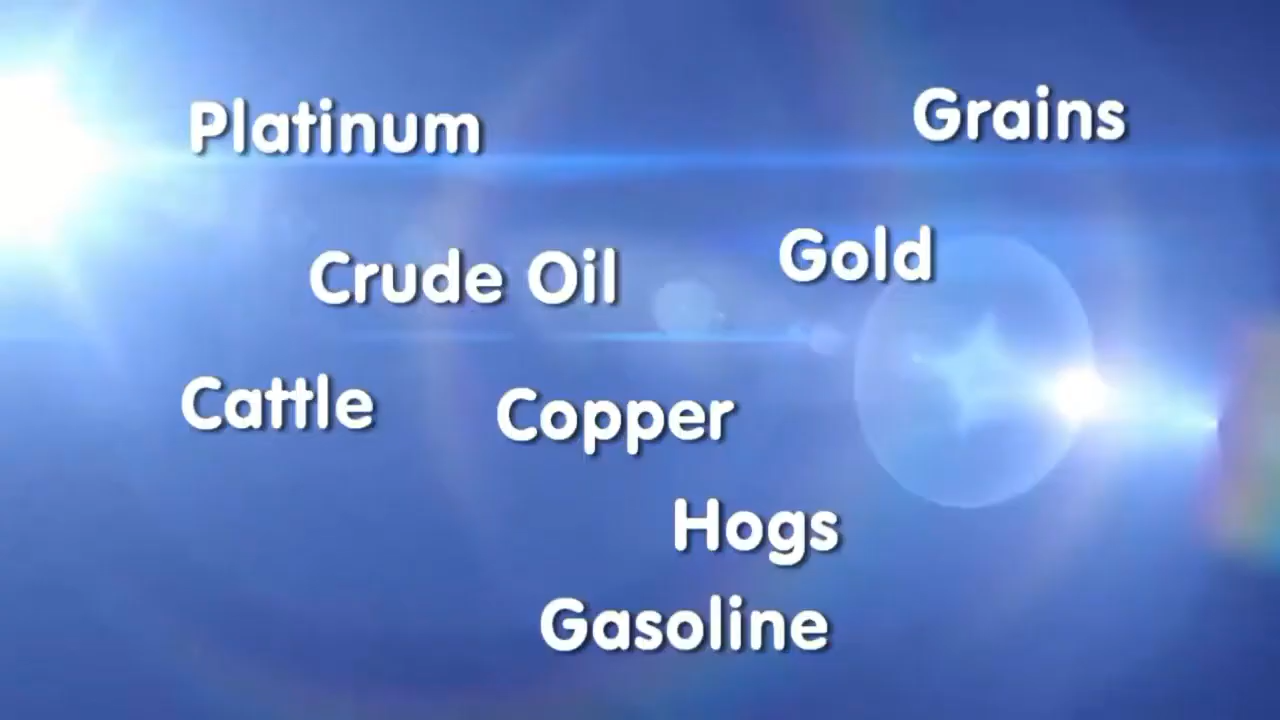 Platinum
Grains
Crude Oil
Gold
Cattle
Copper
Hogs
Gasoline